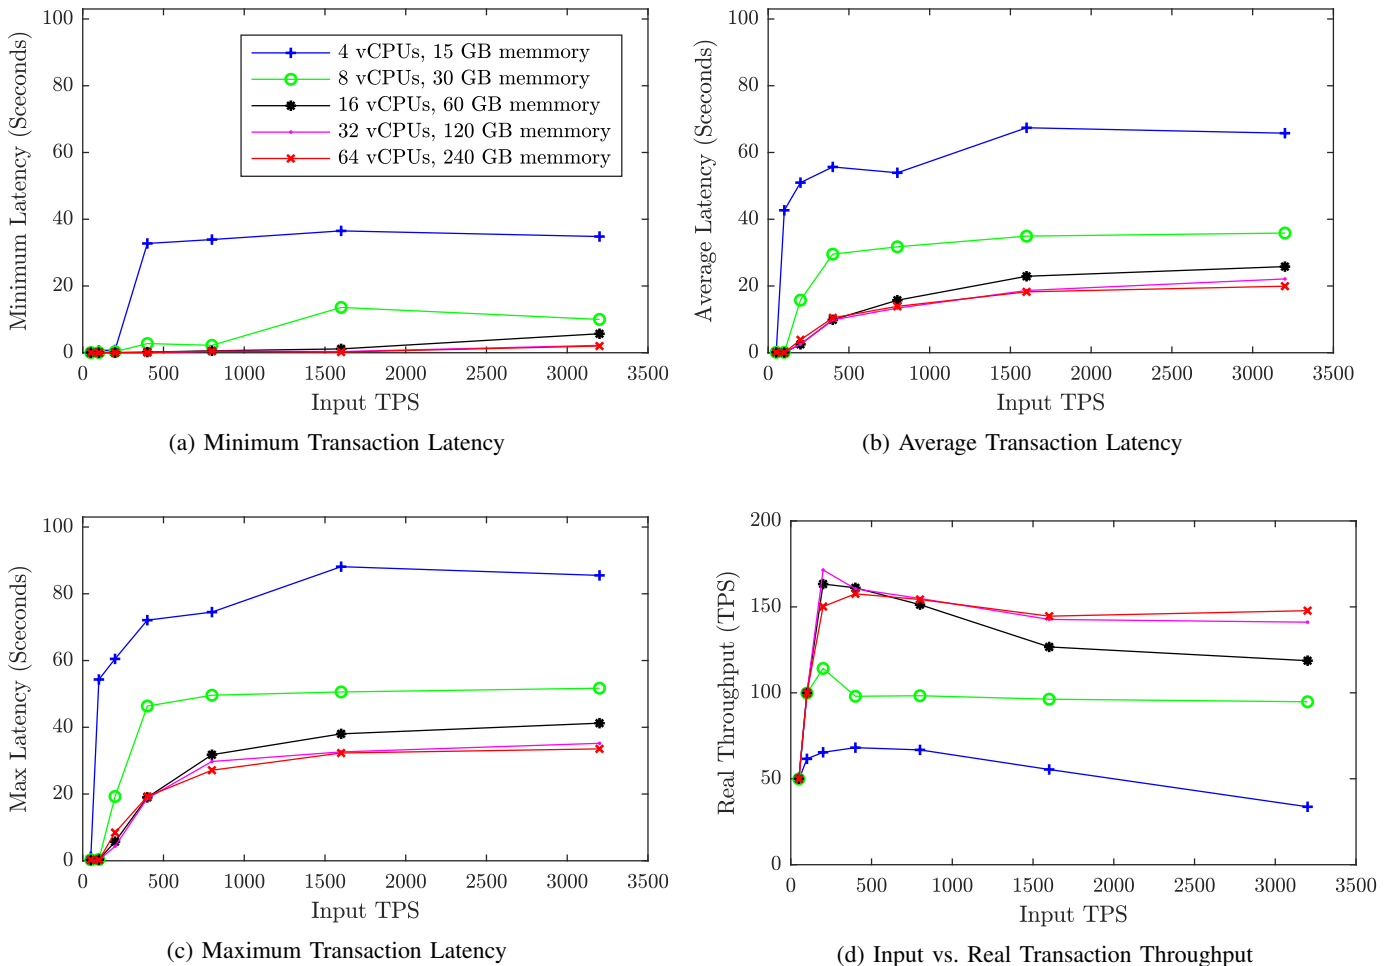 100
80
60
40
20
0
0 500 1000 1500 2000 2500 3000 3500
Minimum Latency (Sceconds)
Input TPS
4 vCPUs, 15 GB memmory
8 vCPUs, 30 GB memmory
16 vCPUs, 60 GB memmory
32 vCPUs, 120 GB memmory
64 vCPUs, 240 GB memmory
(a) Minimum Transaction Latency
100
80
60
40
20
0
0 500 1000 1500 2000 2500 3000 3500
Average Latency (Sceconds)
Input TPS
(b) Average Transaction Latency
100
80
60
40
20
0
0 500 1000 1500 2000 2500 3000 3500
Max Latency (Sceconds)
Input TPS
(c) Maximum Transaction Latency
200
150
100
50
0
0 500 1000 1500 2000 2500 3000 3500
Real Throughput (TPS)
Input TPS
(d) Input vs. Real Transaction Throughput